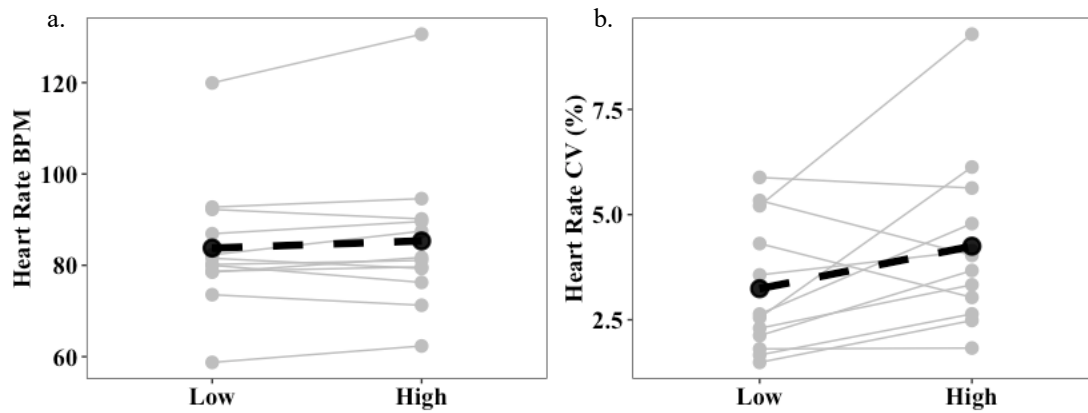 a.
Heart Rate BPM
120
100
80
60
Low
High
b.
Heart Rate CV (%)
7.5
5.0
2.5
Low
High